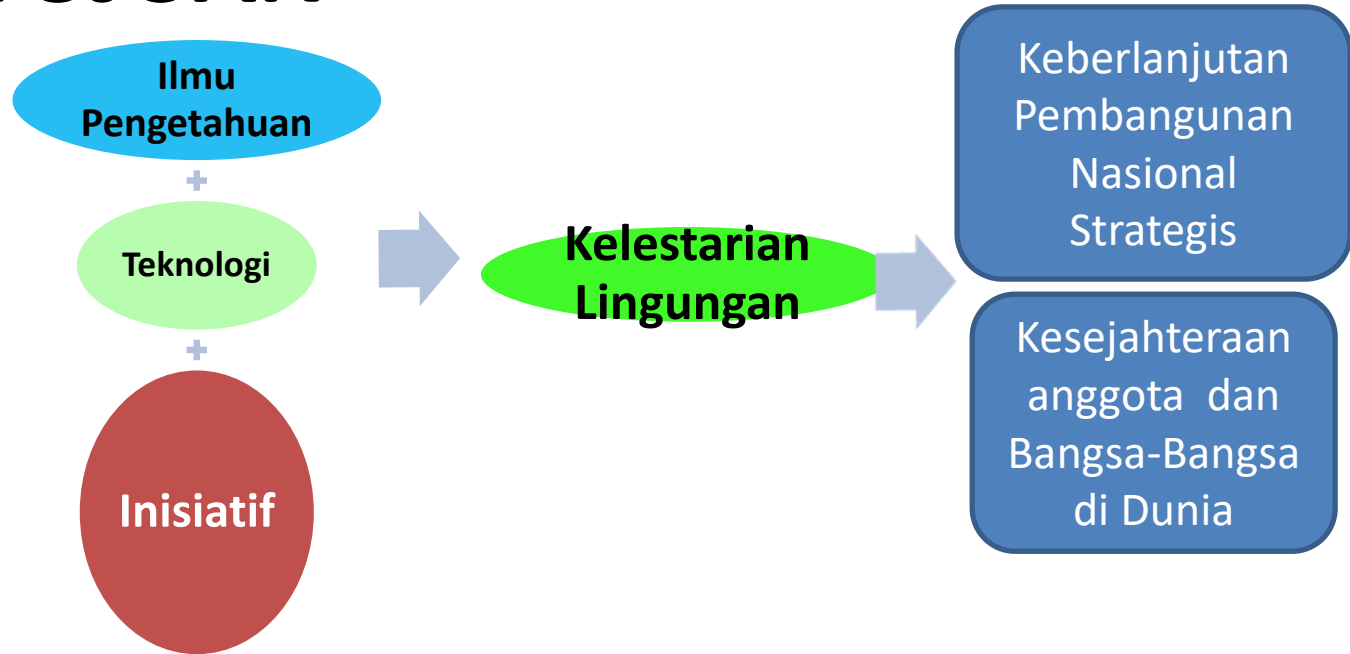 Ilmu
Pengetahuan
Teknologi
Inisiatif
Kelestarian
Lingungan
Keberlanjutan
Pembangunan
Nasional
Strategis
Kesejahteraan
anggota dan
Bangsa-Bangsa
di Dunia